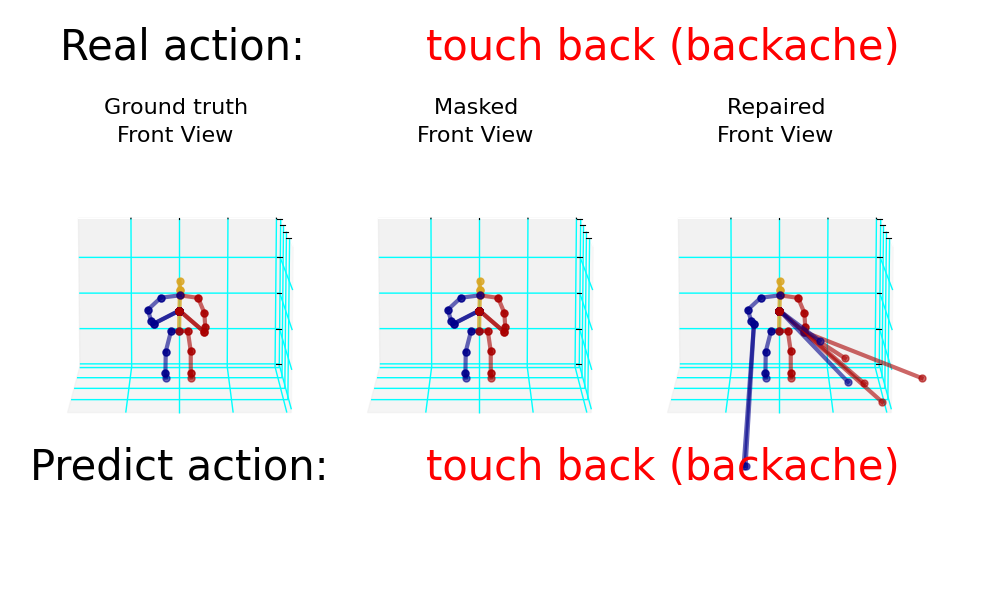 Real action: touch back (backache)
Ground truth Masked Repaired
Front View Front View Front View
Predict action: touch back (backache)